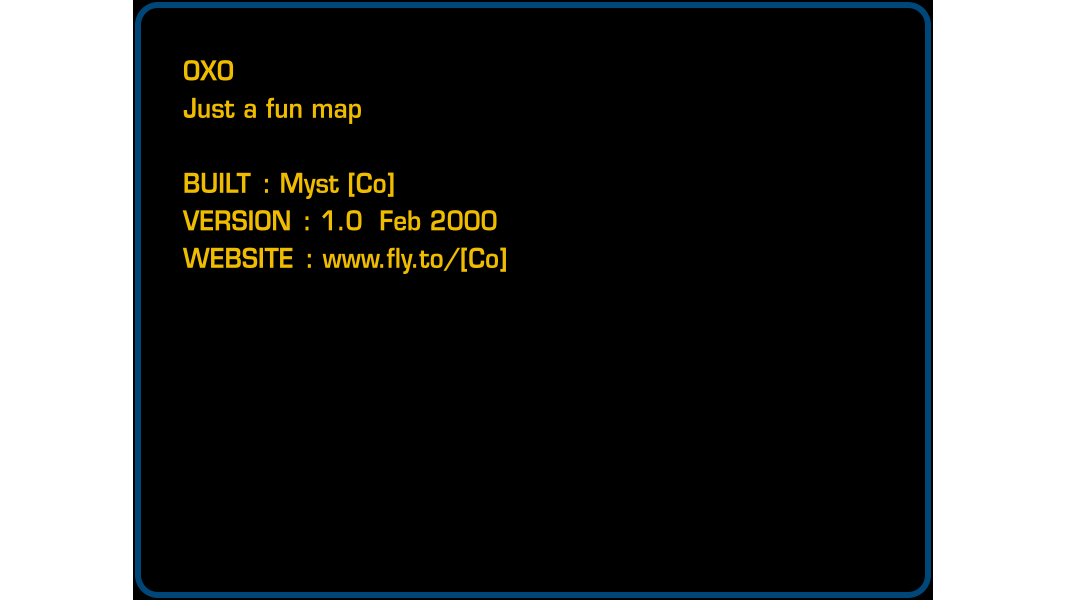 OXO
Just a fun map
BUILT : Myst [Co]
VERSION : 1.0 Feb 2000
WEBSITE : www.fly.to/[Co]